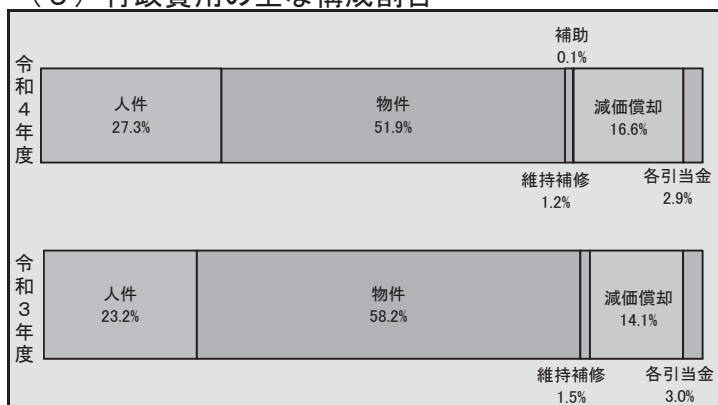 （３）行政費用の主な構成割合
令和４年度
補助
0.1%
人件
27.3%
物件
51.9%
減価償却
16.6%
維持補修
1.2%
各引当金
2.9%
令和３年度
人件
23.2%
物件
58.2%
減価償却
14.1%
維持補修
1.5%
各引当金
3.0%